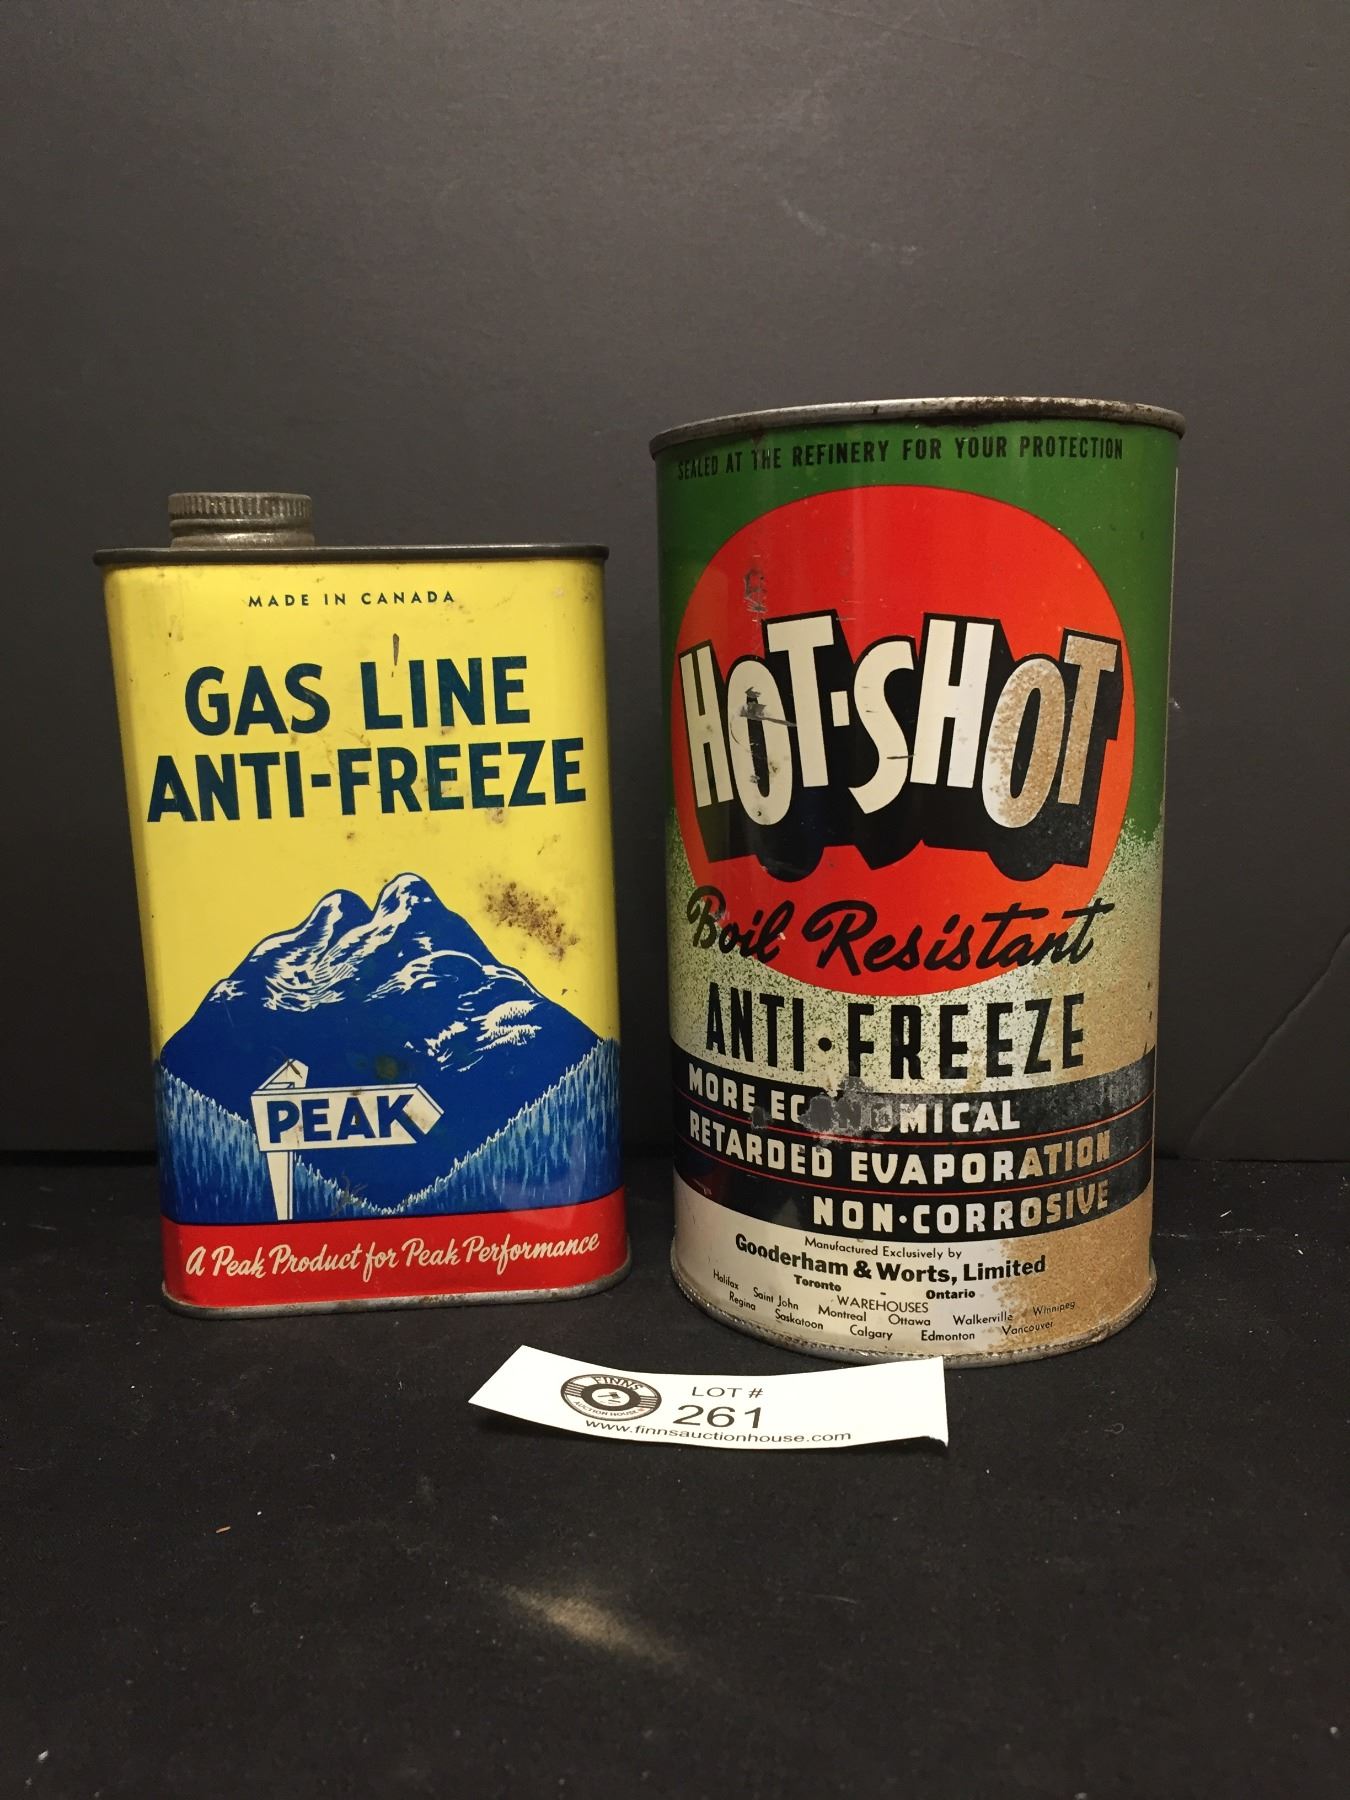 MADE IN CANADA
GAS LINE
ANTI-FREEZE
PEAK
A Peak Product for Peak Performance
SEALED AT THE REFINERY FOR YOUR PROTECTION
HOT-SHOT
Boil Resistant
ANTI·FREEZE
MORE ECONOMICAL
RETARDED EVAPORATION
NON·CORROSIVE
Manufactured Exclusively by
Gooderham & Worts, Limited
Toronto - Ontario
WAREHOUSES
Halifax Saint John Montreal Ottawa Walkerville Winnipeg
Regina Saskatoon Calgary Edmonton Vancouver
FINNS
AUCTION HOUSE
LOT #
261
www.finnsauctionhouse.com